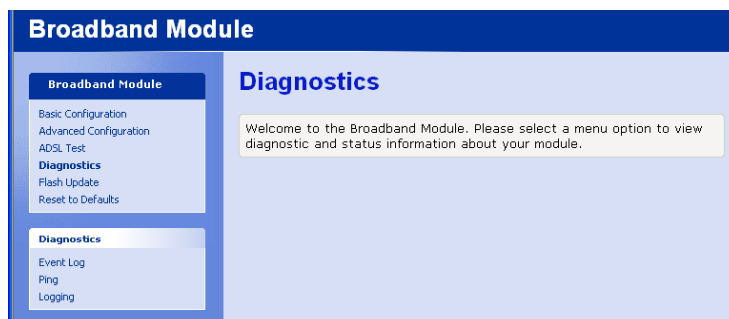 Broadband Module
Broadband Module
Basic Configuration
Advanced Configuration
ADSL Test
Diagnostics
Flash Update
Reset to Defaults
Diagnostics
Event Log
Ping
Logging
Diagnostics
Welcome to the Broadband Module. Please select a menu option to view
diagnostic and status information about your module.